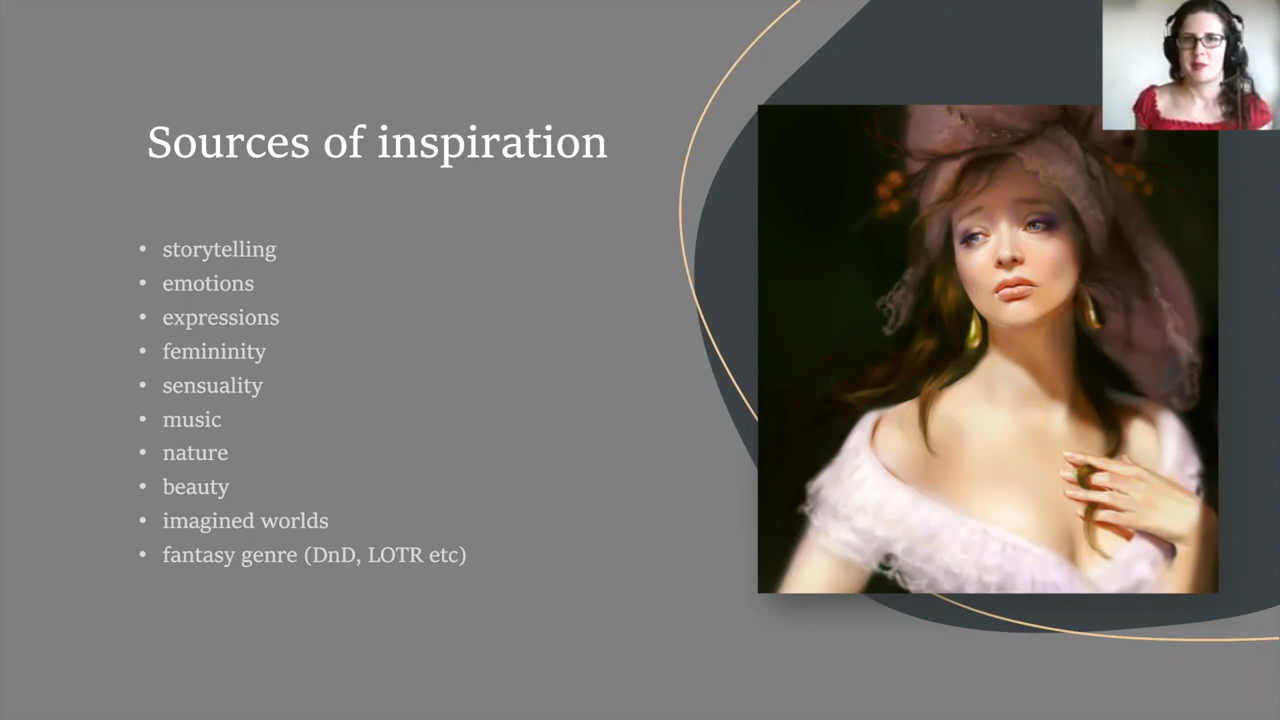 Sources of inspiration
• storytelling
• emotions
• expressions
• femininity
• sensuality
• music
• nature
• beauty
• imagined worlds
• fantasy genre (DnD, LOTR etc)